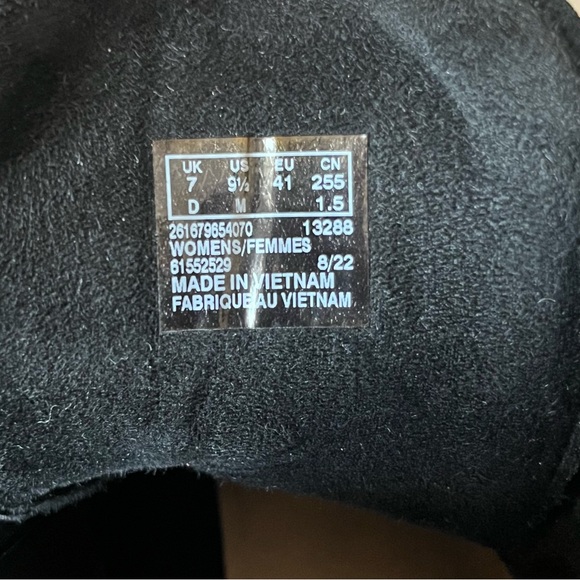 UK US EU CN
7 9½ 41 255
D M 1.5
261679654070 13288
WOMENS/FEMMES
61552529 8/22
MADE IN VIETNAM
FABRIQUE AU VIETNAM